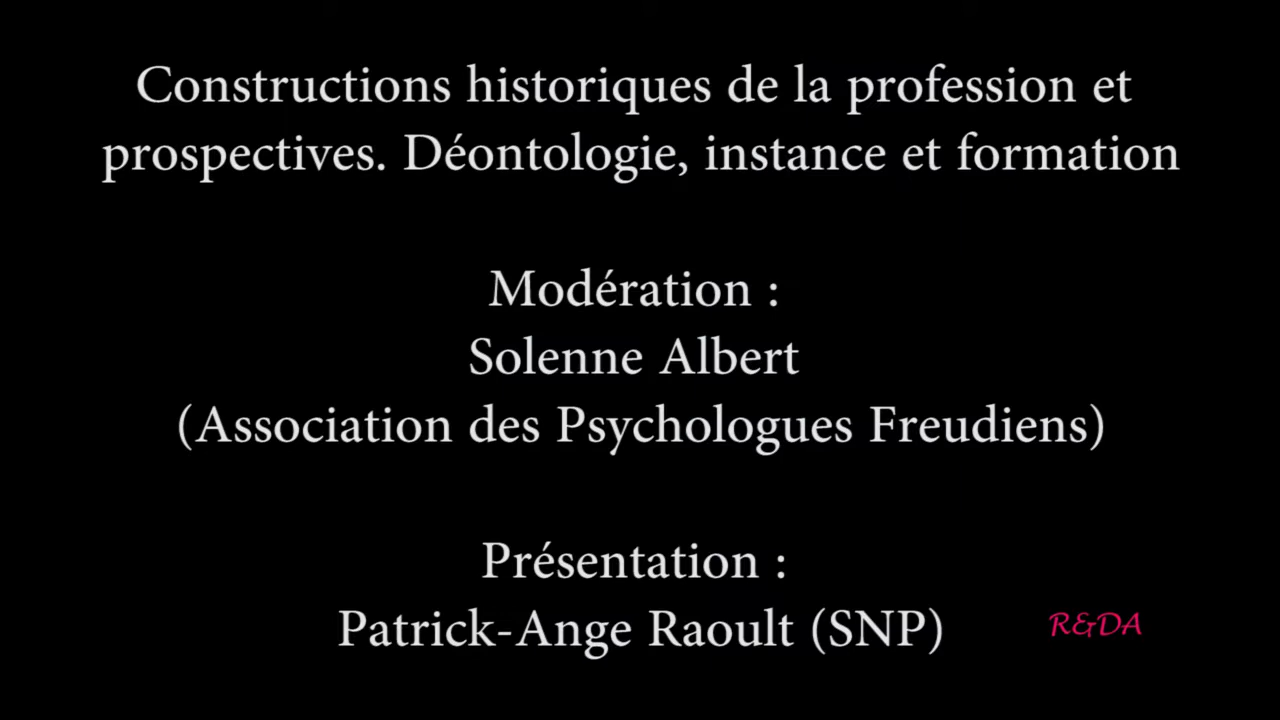 Constructions historiques de la profession et
prospectives. Déontologie, instance et formation
Modération :
Solenne Albert
(Association des Psychologues Freudiens)
Présentation :
Patrick-Ange Raoult (SNP)
R&DA